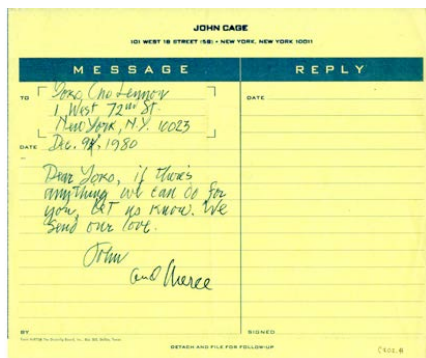 JOHN CAGE
101 WEST 18 STREET (5B) • NEW YORK, NEW YORK 10011
MESSAGE
REPLY
TO
Yoko Ono Lennon
1 West 72nd St.
New York, N.Y. 10023
DATE
DATE Dec. 9, 1980
Dear Yoko, if there's
anything we can do for
you, let us know. We
send our love.
John
and Merce
BY
SIGNED
DETACH AND FILE FOR FOLLOW-UP